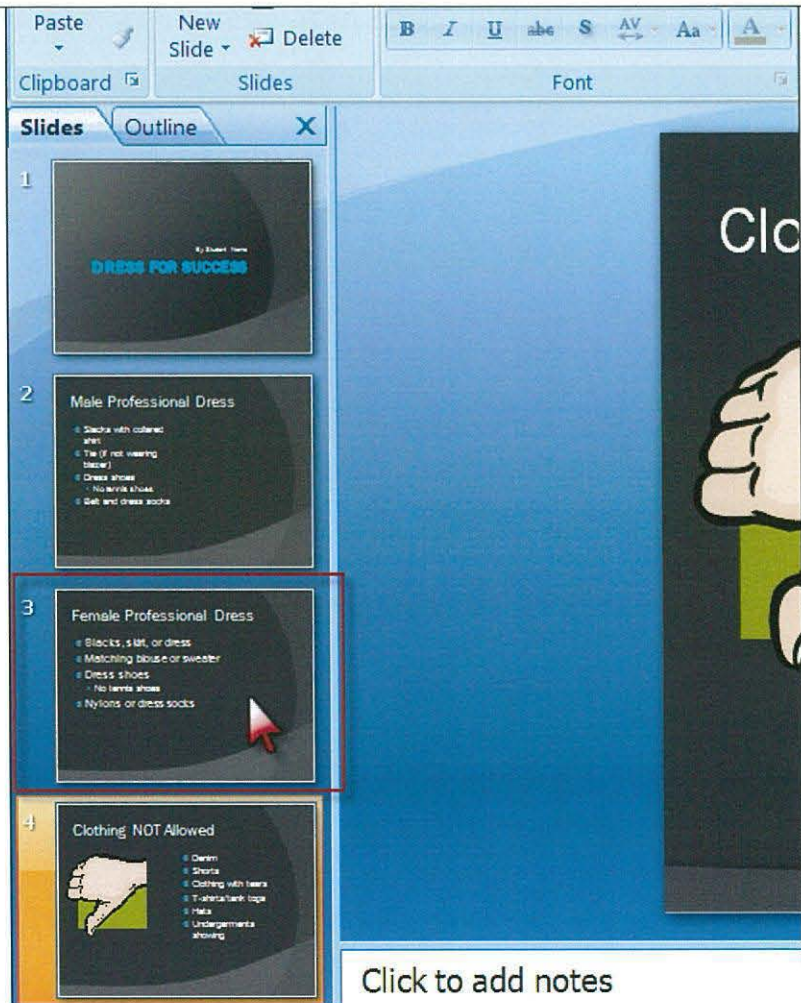 Paste
New
Slide
Delete
B I U abc S AV Aa A
Clipboard
Slides
Font
Slides
Outline
X
1
By Student Name
DRESS FOR SUCCESS
2
Male Professional Dress
Slacks with collared
shirt
Tie (if not wearing
blazer)
Dress shoes
No tennis shoes
Belt and dress socks
3
Female Professional Dress
Slacks, skirt, or dress
Matching blouse or sweater
Dress shoes
No tennis shoes
Nylons or dress socks
4
Clothing NOT Allowed
Denim
Shorts
Clothing with tears
T-shirts/tank tops
Hats
Undergarments
showing
Clo
Click to add notes